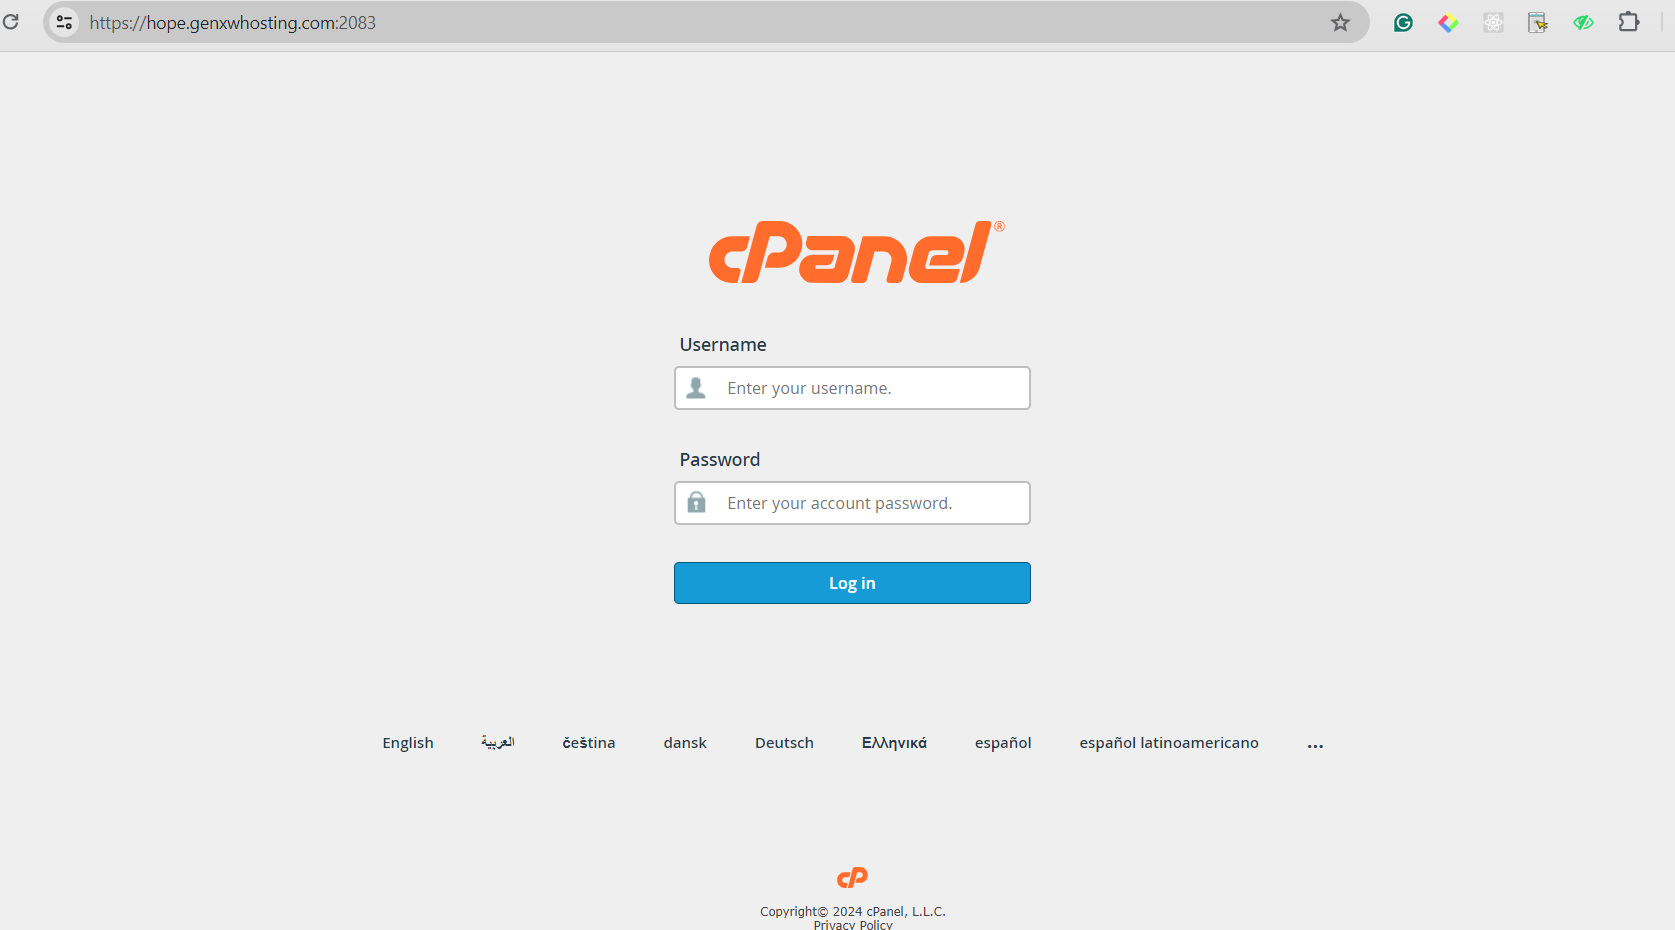 https://hope.genxwhosting.com:2083
cPanel®
Username
Enter your username.
Password
Enter your account password.
Log in
English العربية čeština dansk Deutsch Ελληνικά español español latinoamericano ...
cP
Copyright© 2024 cPanel, L.L.C.
Privacy Policy